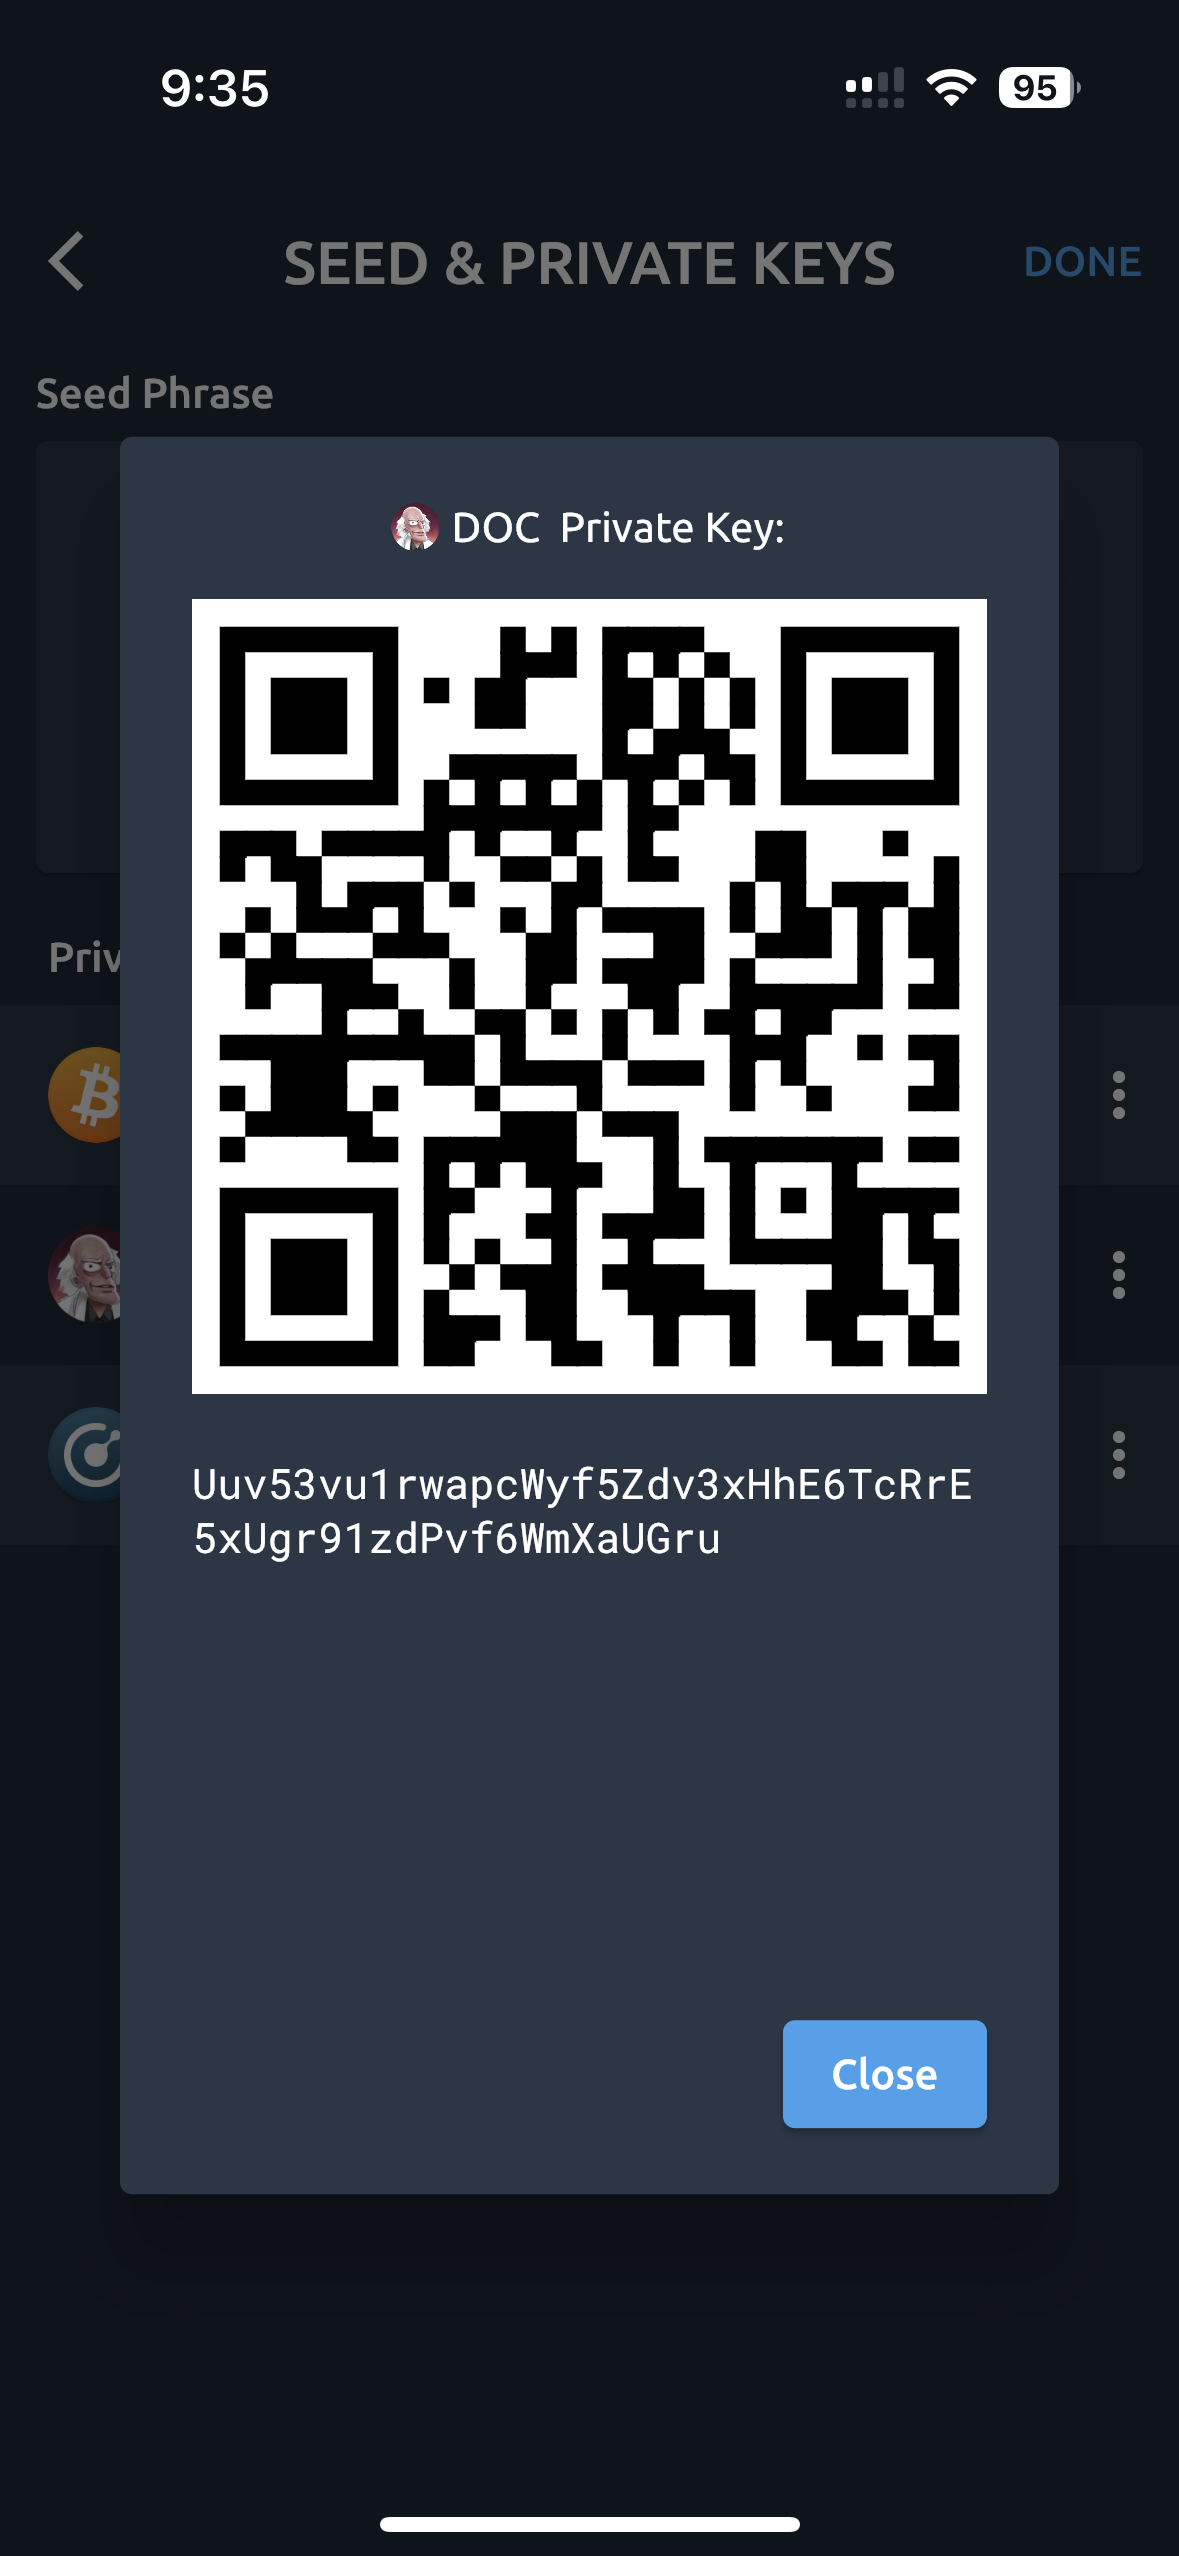 9:35 95
SEED & PRIVATE KEYS DONE
Seed Phrase
DOC Private Key:
Priv
Uuv53vu1rwapcWyf5Zdv3xHhE6TcRrE
5xUgr91zdPvf6WmXaUGru
Close